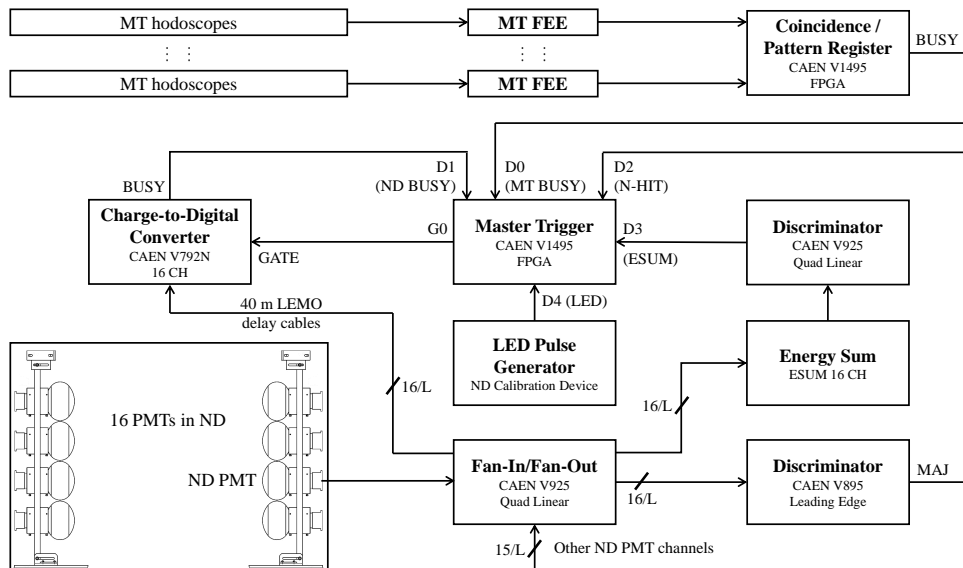 MT hodoscopes
MT FEE
Coincidence /
Pattern Register
CAEN V1495
FPGA
BUSY
MT hodoscopes
MT FEE
D1
(ND BUSY)
D0
(MT BUSY)
D2
(N-HIT)
BUSY
Charge-to-Digital
Converter
CAEN V792N
16 CH
GATE
G0
Master Trigger
CAEN V1495
FPGA
D3
(ESUM)
Discriminator
CAEN V925
Quad Linear
40 m LEMO
delay cables
D4 (LED)
LED Pulse
Generator
ND Calibration Device
Energy Sum
ESUM 16 CH
16/L
16/L
16 PMTs in ND
ND PMT
Fan-In/Fan-Out
CAEN V925
Quad Linear
16/L
Discriminator
CAEN V895
Leading Edge
MAJ
15/L
Other ND PMT channels